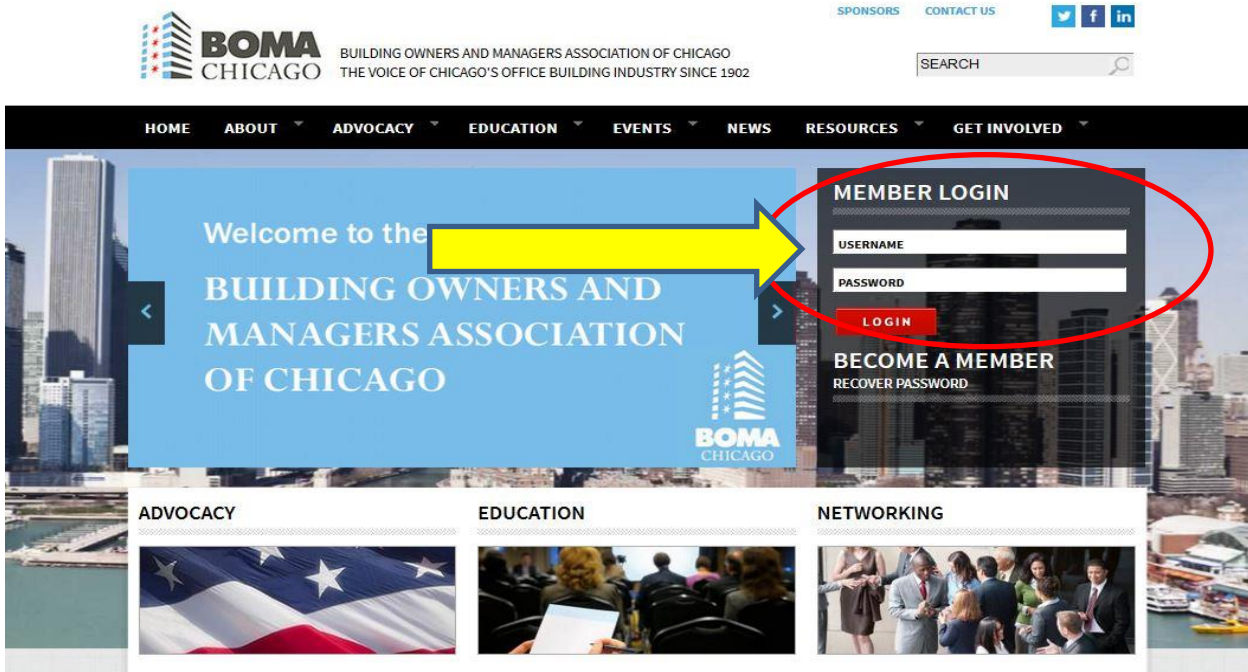 SPONSORS CONTACT US
f in
BOMA
CHICAGO
BUILDING OWNERS AND MANAGERS ASSOCIATION OF CHICAGO
THE VOICE OF CHICAGO'S OFFICE BUILDING INDUSTRY SINCE 1902
SEARCH
HOME ABOUT ADVOCACY EDUCATION EVENTS NEWS RESOURCES GET INVOLVED
Welcome to the
BUILDING OWNERS AND
MANAGERS ASSOCIATION
OF CHICAGO
BOMA
CHICAGO
MEMBER LOGIN
USERNAME
PASSWORD
LOGIN
BECOME A MEMBER
RECOVER PASSWORD
ADVOCACY
EDUCATION
NETWORKING